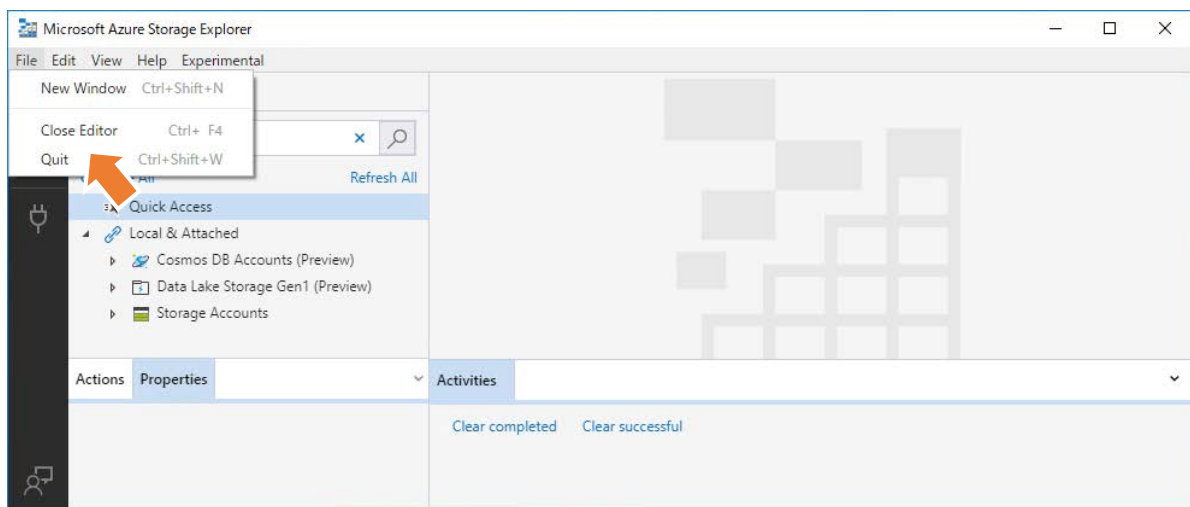 Microsoft Azure Storage Explorer
File Edit View Help Experimental
New Window Ctrl+Shift+N
Close Editor Ctrl+ F4
Quit Ctrl+Shift+W
All Refresh All
Quick Access
Local & Attached
Cosmos DB Accounts (Preview)
Data Lake Storage Gen1 (Preview)
Storage Accounts
Actions Properties
Activities
Clear completed Clear successful